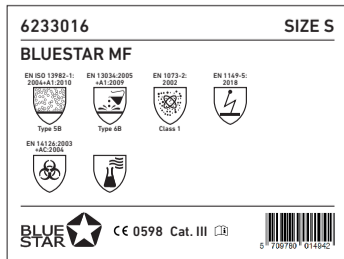 6233016 SIZE S
BLUESTAR MF
EN ISO 13982-1: EN 13034:2005 EN 1073-2: EN 1149-5:
2004+A1:2010 +A1:2009 2002 2018
Type 5B Type 6B Class 1
EN 14126:2003
+AC:2004
BLUE
STAR
CE 0598 Cat. III
5 709780 014942